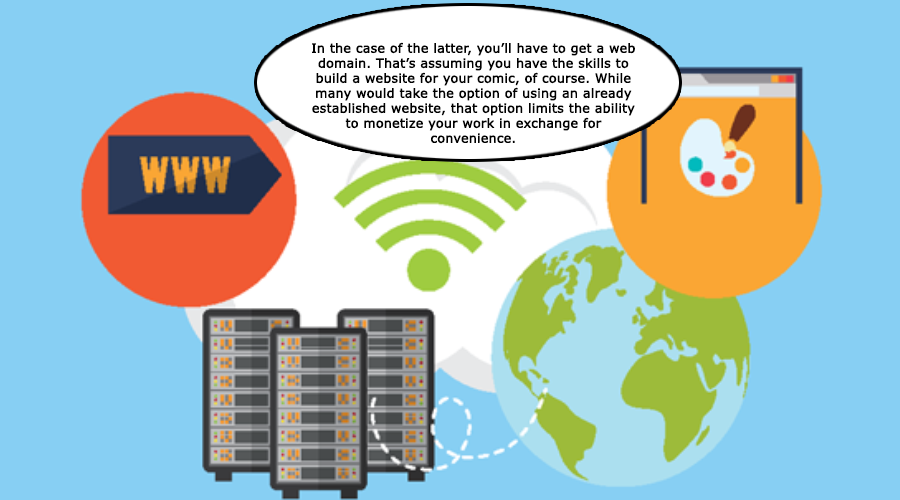 In the case of the latter, you’ll have to get a web
domain. That’s assuming you have the skills to
build a website for your comic, of course. While
many would take the option of using an already
established website, that option limits the ability
to monetize your work in exchange for
convenience.
WWW